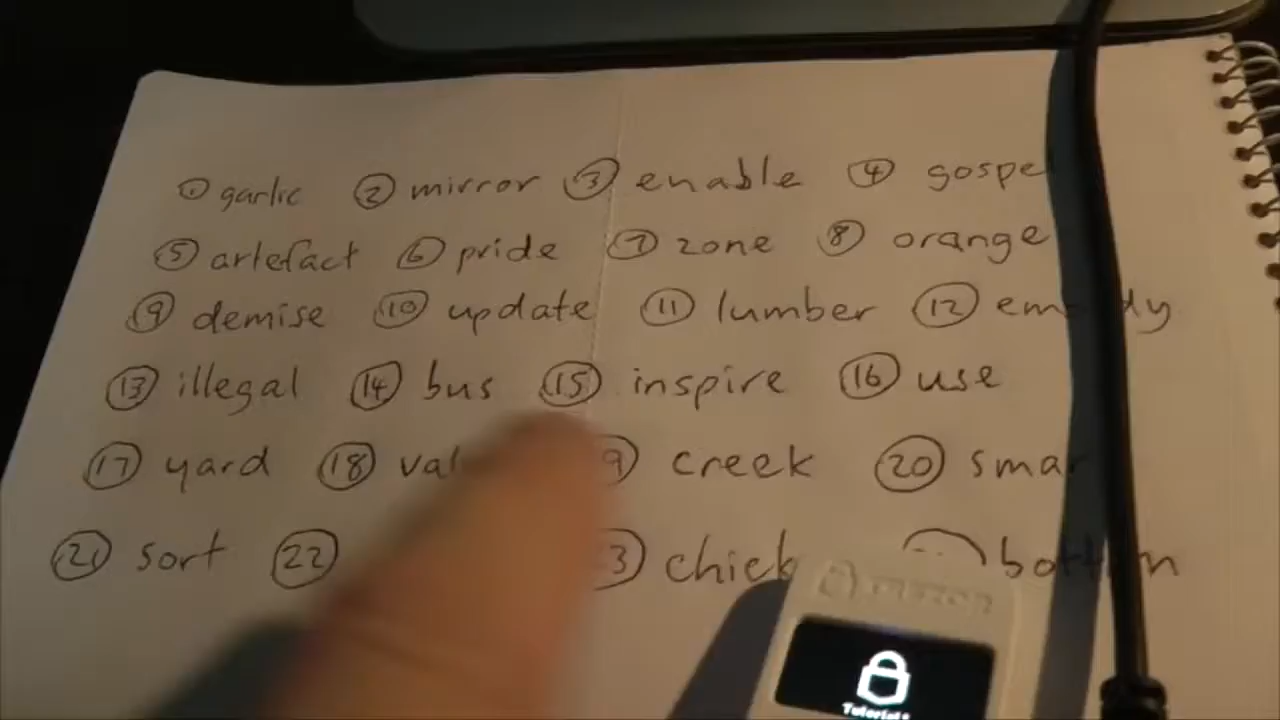 ① garlic ② mirror ③ enable ④
⑤ artefact ⑥ pride ⑦ zone ⑧ orange
⑨ demise ⑩ update ⑪ lumber ⑫
⑬ illegal ⑭ bus ⑮ inspire ⑯ use
⑰ yard ⑱ creek ⑳
㉑ sort ㉒
Tutorials